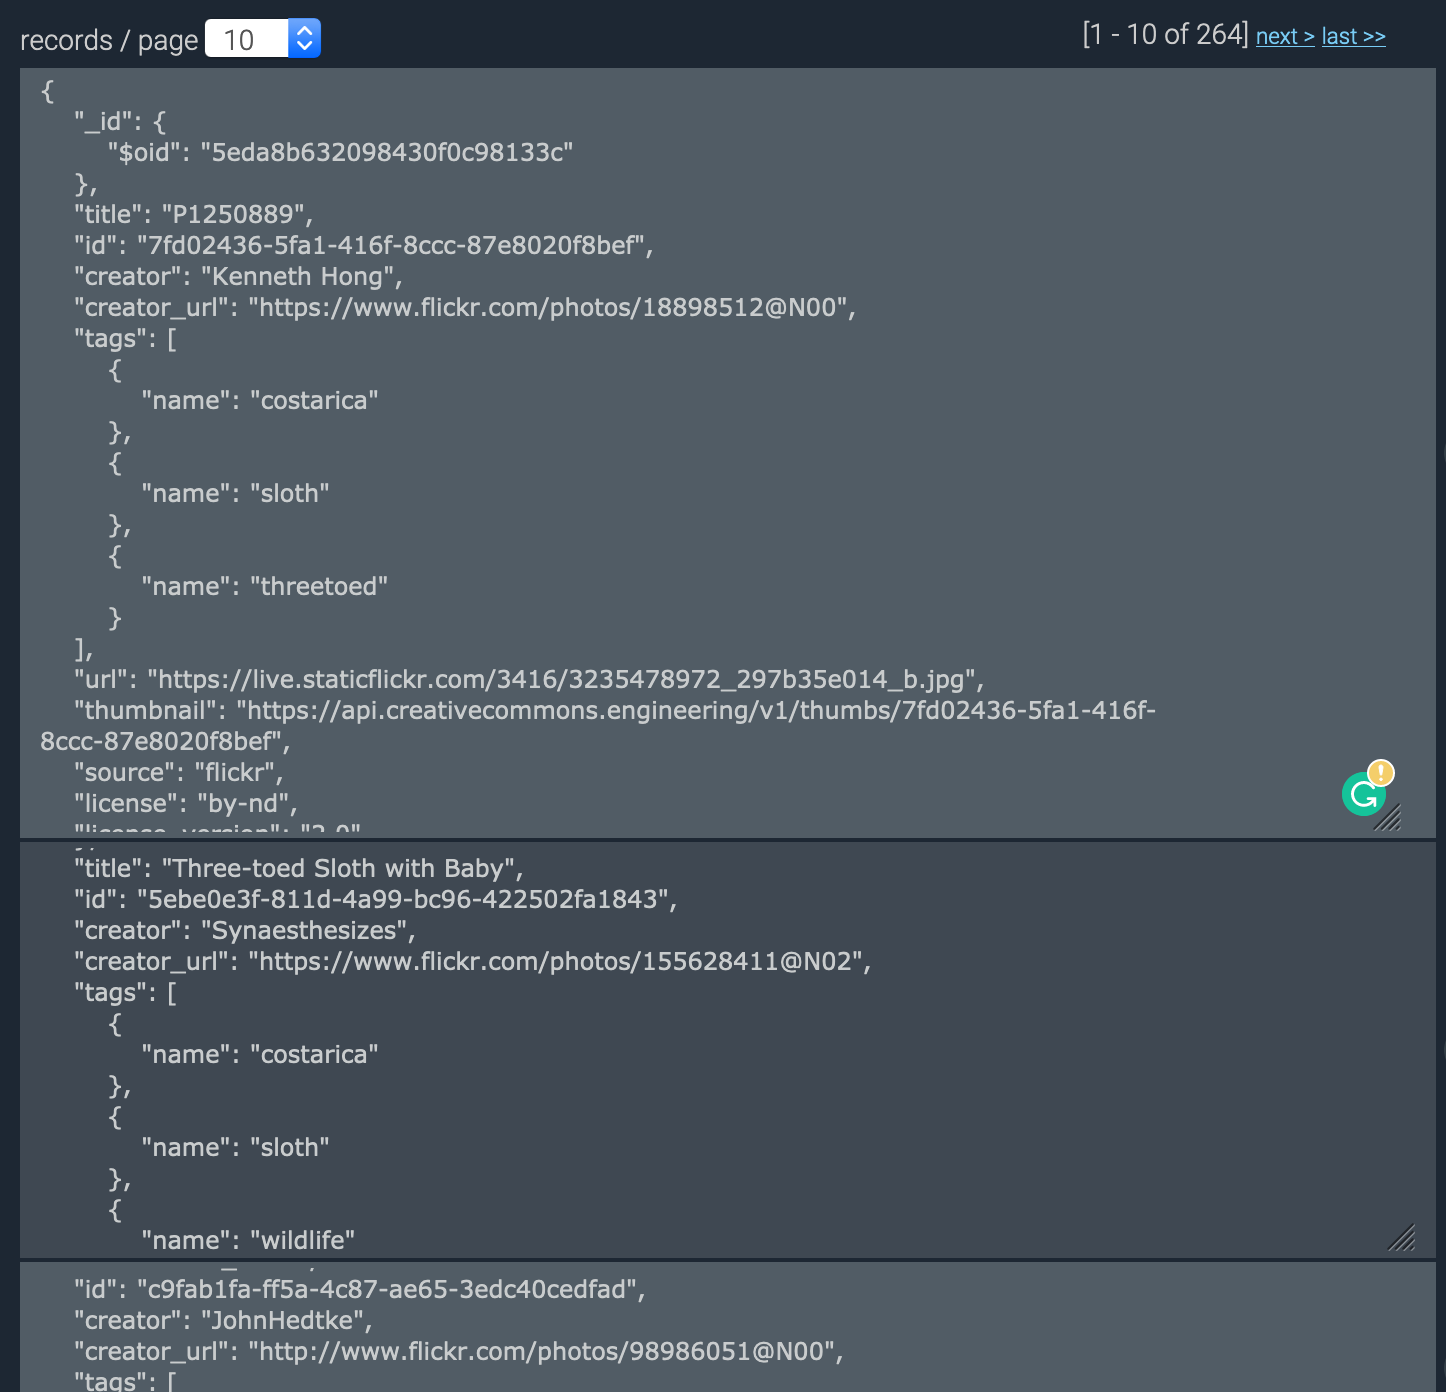 records / page 10
[1 - 10 of 264] next > last >>
{
"_id": {
"$oid": "5eda8b632098430f0c98133c"
},
"title": "P1250889",
"id": "7fd02436-5fa1-416f-8ccc-87e8020f8bef",
"creator": "Kenneth Hong",
"creator_url": "https://www.flickr.com/photos/18898512@N00",
"tags": [
{
"name": "costarica"
},
{
"name": "sloth"
},
{
"name": "threetoed"
}
],
"url": "https://live.staticflickr.com/3416/3235478972_297b35e014_b.jpg",
"thumbnail": "https://api.creativecommons.engineering/v1/thumbs/7fd02436-5fa1-416f-
8ccc-87e8020f8bef",
"source": "flickr",
"license": "by-nd",
"license_version": "2.0"
"title": "Three-toed Sloth with Baby",
"id": "5ebe0e3f-811d-4a99-bc96-422502fa1843",
"creator": "Synaesthesizes",
"creator_url": "https://www.flickr.com/photos/155628411@N02",
"tags": [
{
"name": "costarica"
},
{
"name": "sloth"
},
{
"name": "wildlife"
"id": "c9fab1fa-ff5a-4c87-ae65-3edc40cedfad",
"creator": "JohnHedtke",
"creator_url": "http://www.flickr.com/photos/98986051@N00",
"tags": [